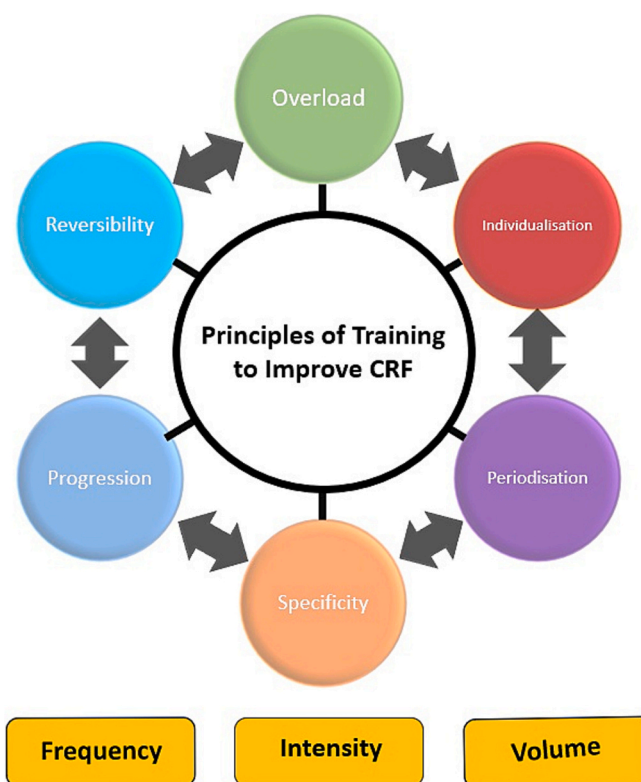 Overload
Reversibility
Individualisation
Principles of Training
to Improve CRF
Progression
Periodisation
Specificity
Frequency
Intensity
Volume